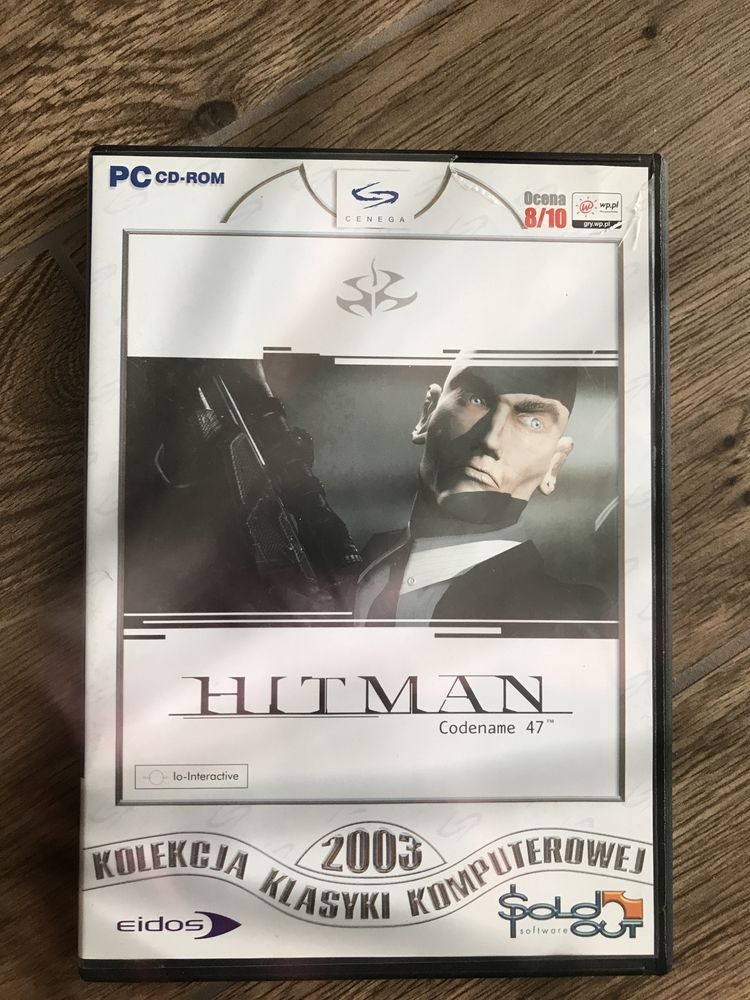 PC CD-ROM
CENEGA
Ocena
8/10
wp.pl
gry.wp.pl
HITMAN
Codename 47™
Io-Interactive
2003
KOLEKCJA KLASYKI KOMPUTEROWEJ
eidos
Sold OUT
software